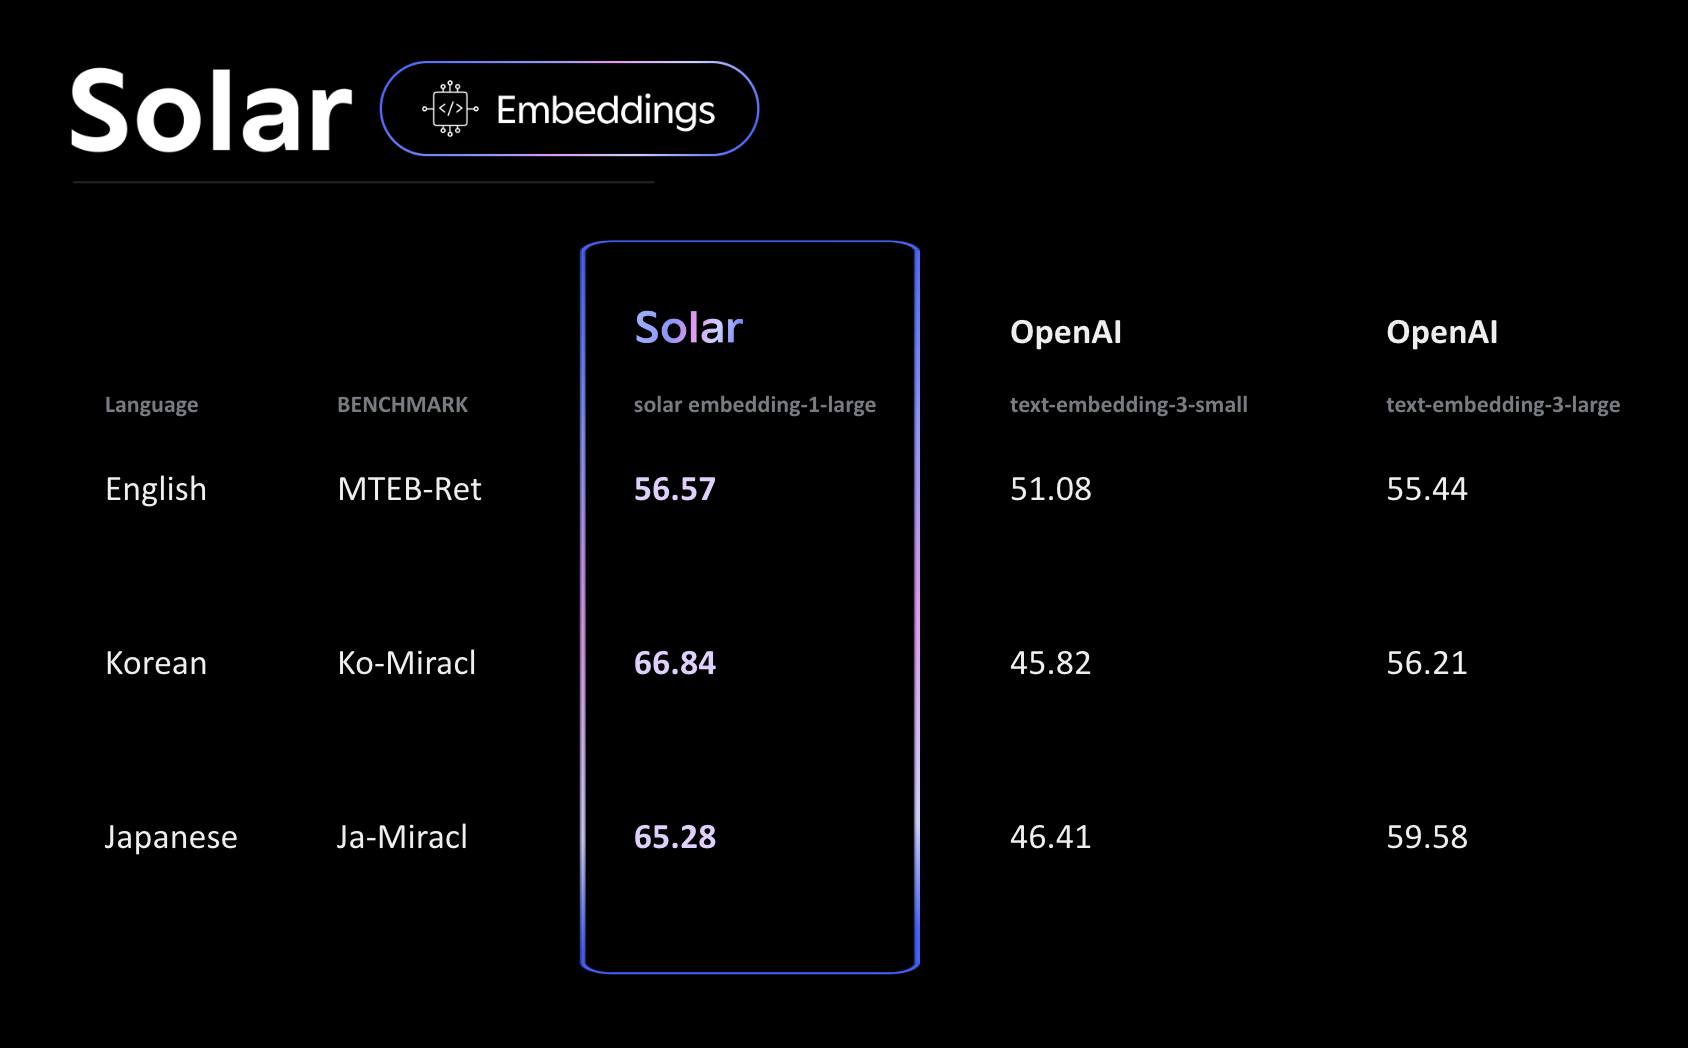 Solar </> Embeddings
Solar OpenAI OpenAI
Language BENCHMARK solar embedding-1-large text-embedding-3-small text-embedding-3-large
English MTEB-Ret 56.57 51.08 55.44
Korean Ko-Miracl 66.84 45.82 56.21
Japanese Ja-Miracl 65.28 46.41 59.58